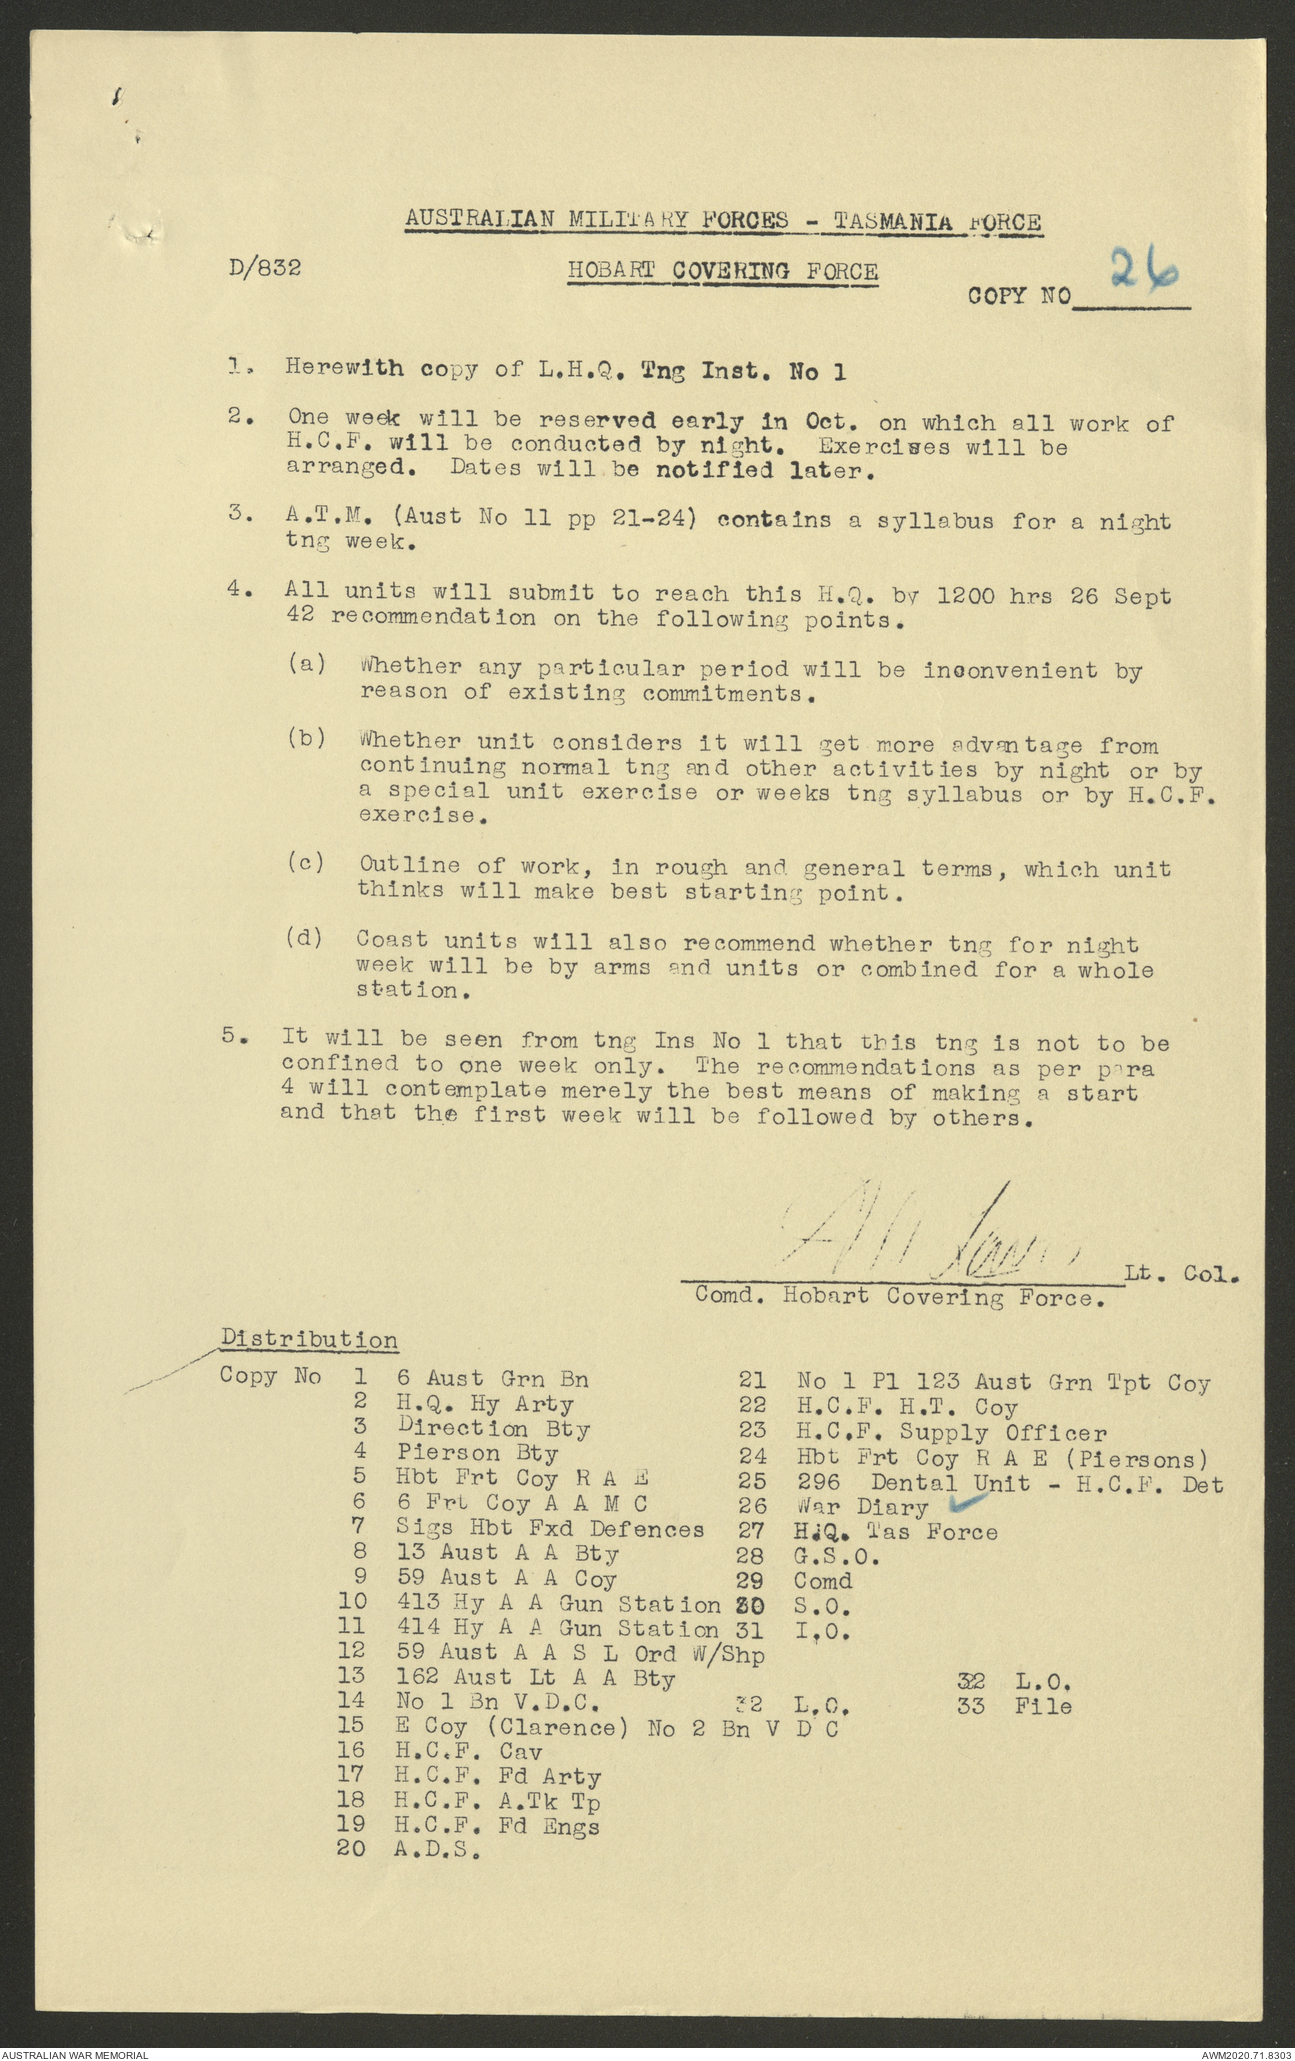 AUSTRALIAN MILITARY FORCES - TASMANIA FORCE
D/832 HOBART COVERING FORCE
COPY NO 26
1. Herewith copy of L.H.Q. Tng Inst. No 1
2. One week will be reserved early in Oct. on which all work of
H.C.F. will be conducted by night. Exercises will be
arranged. Dates will be notified later.
3. A.T.M. (Aust No 11 pp 21-24) contains a syllabus for a night
tng week.
4. All units will submit to reach this H.Q. by 1200 hrs 26 Sept
42 recommendation on the following points.
(a) Whether any particular period will be inconvenient by
reason of existing commitments.
(b) Whether unit considers it will get more advantage from
continuing normal tng and other activities by night or by
a special unit exercise or weeks tng syllabus or by H.C.F.
exercise.
(c) Outline of work, in rough and general terms, which unit
thinks will make best starting point.
(d) Coast units will also recommend whether tng for night
week will be by arms and units or combined for a whole
station.
5. It will be seen from tng Ins No 1 that this tng is not to be
confined to one week only. The recommendations as per para
4 will contemplate merely the best means of making a start
and that the first week will be followed by others.
Lt. Col.
Comd. Hobart Covering Force.
Distribution
Copy No 1 6 Aust Grn Bn
2 H.Q. Hy Arty
3 Direction Bty
4 Pierson Bty
5 Hbt Frt Coy R A E
6 6 Frt Coy A A M C
7 Sigs Hbt Fxd Defences
8 13 Aust A A Bty
9 59 Aust A A Coy
10 413 Hy A A Gun Station
11 414 Hy A A Gun Station
12 59 Aust A A S L Ord W/Shp
13 162 Aust Lt A A Bty
14 No 1 Bn V.D.C.
15 E Coy (Clarence) No 2 Bn V D C
16 H.C.F. Cav
17 H.C.F. Fd Arty
18 H.C.F. A.Tk Tp
19 H.C.F. Fd Engs
20 A.D.S.
21 No 1 Pl 123 Aust Grn Tpt Coy
22 H.C.F. H.T. Coy
23 H.C.F. Supply Officer
24 Hbt Frt Coy R A E (Piersons)
25 296 Dental Unit - H.C.F. Det
26 War Diary
27 H.Q. Tas Force
28 G.S.O.
29 Comd
30 S.O.
31 I.O.
32 L.O.
32 L.O.
33 File
AUSTRALIAN WAR MEMORIAL
AWM2020.71.8303